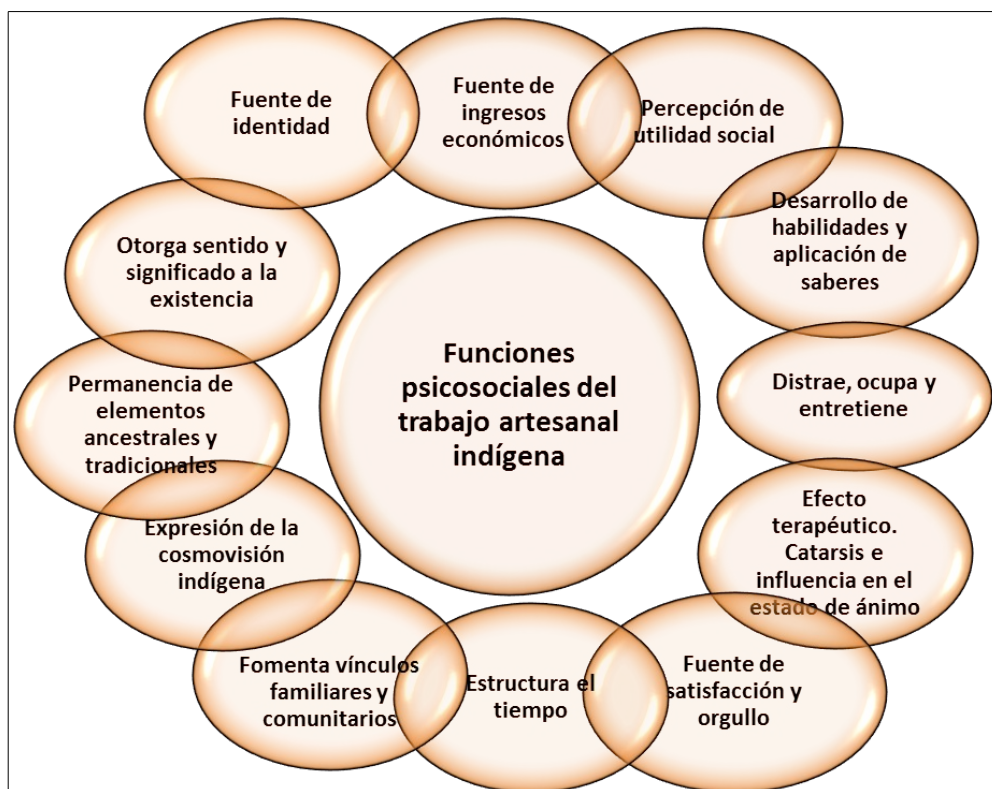 Fuente de
identidad
Fuente de
ingresos
económicos
Percepción de
utilidad social
Desarrollo de
habilidades y
aplicación de
saberes
Distrae, ocupa y
entretiene
Efecto
terapéutico.
Catarsis e
influencia en el
estado de ánimo
Fuente de
satisfacción y
orgullo
Estructura el
tiempo
Fomenta vínculos
familiares y
comunitarios
Expresión de la
cosmovisión
indígena
Permanencia de
elementos
ancestrales y
tradicionales
Otorga sentido y
significado a la
existencia
Funciones
psicosociales del
trabajo artesanal
indígena